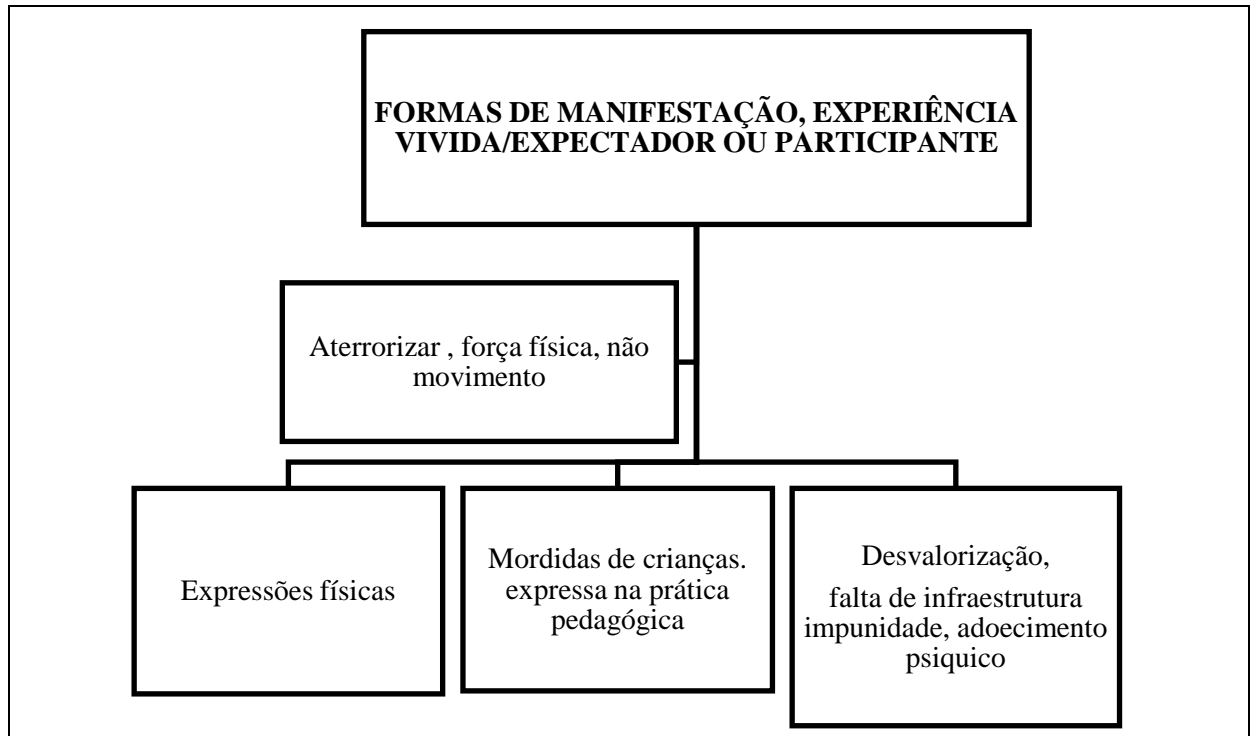 FORMAS DE MANIFESTAÇÃO, EXPERIÊNCIA
VIVIDA/EXPECTADOR OU PARTICIPANTE
Aterrorizar , força física, não
movimento
Expressões físicas
Mordidas de crianças.
expressa na prática
pedagógica
Desvalorização,
falta de infraestrutura
impunidade, adoecimento
psiquico